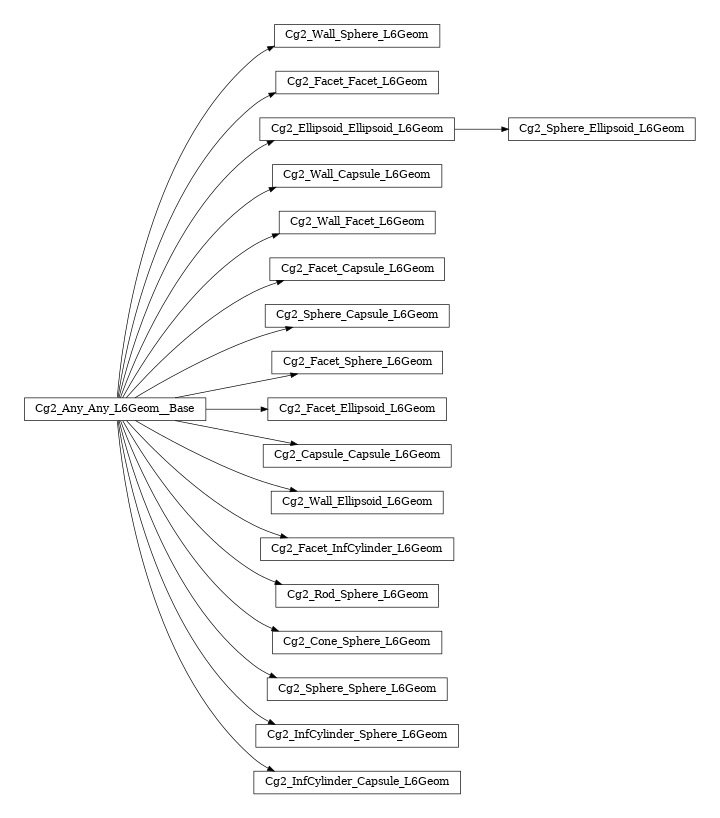 Cg2_Wall_Sphere_L6Geom
Cg2_Facet_Facet_L6Geom
Cg2_Ellipsoid_Ellipsoid_L6Geom
Cg2_Sphere_Ellipsoid_L6Geom
Cg2_Wall_Capsule_L6Geom
Cg2_Wall_Facet_L6Geom
Cg2_Facet_Capsule_L6Geom
Cg2_Sphere_Capsule_L6Geom
Cg2_Facet_Sphere_L6Geom
Cg2_Any_Any_L6Geom__Base
Cg2_Facet_Ellipsoid_L6Geom
Cg2_Capsule_Capsule_L6Geom
Cg2_Wall_Ellipsoid_L6Geom
Cg2_Facet_InfCylinder_L6Geom
Cg2_Rod_Sphere_L6Geom
Cg2_Cone_Sphere_L6Geom
Cg2_Sphere_Sphere_L6Geom
Cg2_InfCylinder_Sphere_L6Geom
Cg2_InfCylinder_Capsule_L6Geom